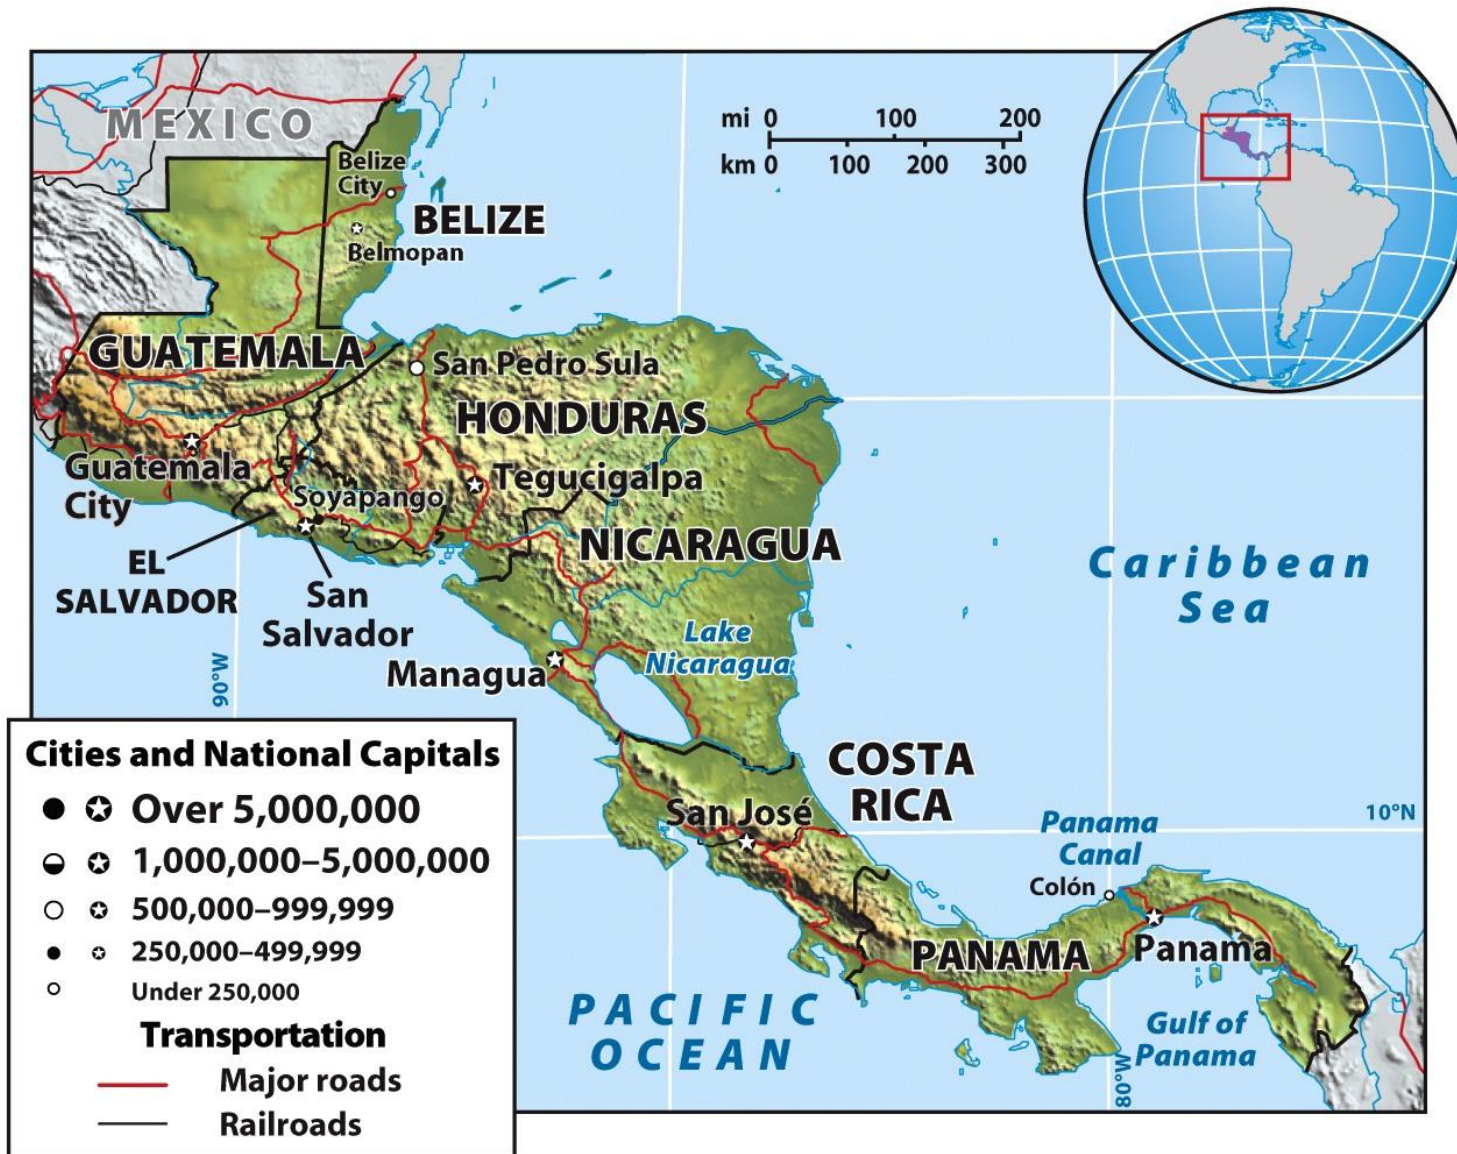 MEXICO
mi 0 100 200
km 0 100 200 300
Belize
City
BELIZE
Belmopan
GUATEMALA
San Pedro Sula
HONDURAS
Guatemala
City
Tegucigalpa
Soyapango
NICARAGUA
EL
SALVADOR
San
Salvador
Caribbean
Sea
Lake
Nicaragua
Managua
90°W
COSTA
RICA
San José
10°N
Panama
Canal
Colón
PANAMA
Panama
PACIFIC
OCEAN
Gulf of
Panama
80°W
Cities and National Capitals
Over 5,000,000
1,000,000–5,000,000
500,000–999,999
250,000–499,999
Under 250,000
Transportation
Major roads
Railroads